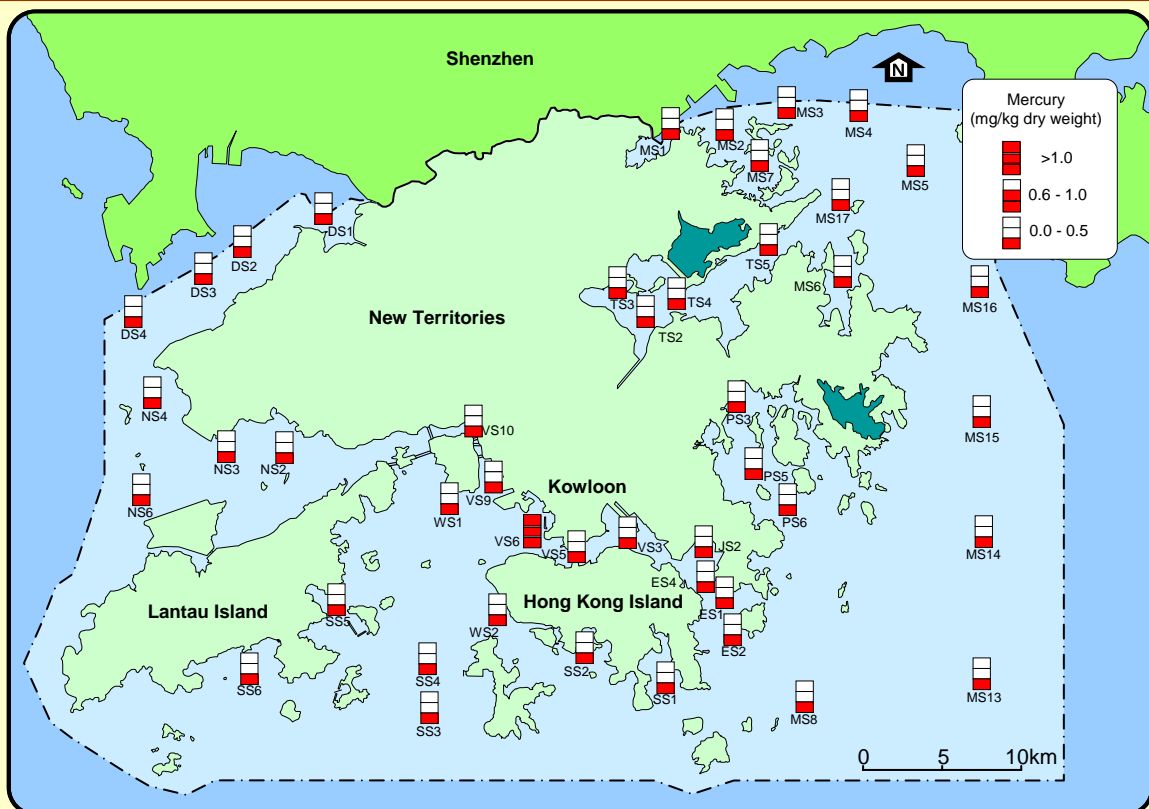 Shenzhen
N
Mercury
(mg/kg dry weight)
>1.0
0.6 - 1.0
0.0 - 0.5
MS3
MS4
MS1
MS2
MS7
MS5
MS17
DS1
DS2
TS5
DS3
MS6
MS16
TS3
TS4
DS4
New Territories
TS2
NS4
PS3
VS10
MS15
NS3
NS2
VS9
PS5
Kowloon
NS6
WS1
PS6
VS6
VS5
VS3
JS2
MS14
ES4
Lantau Island
Hong Kong Island
ES1
SS5
WS2
ES2
SS2
SS6
SS4
SS1
MS13
MS8
SS3
0 5 10km